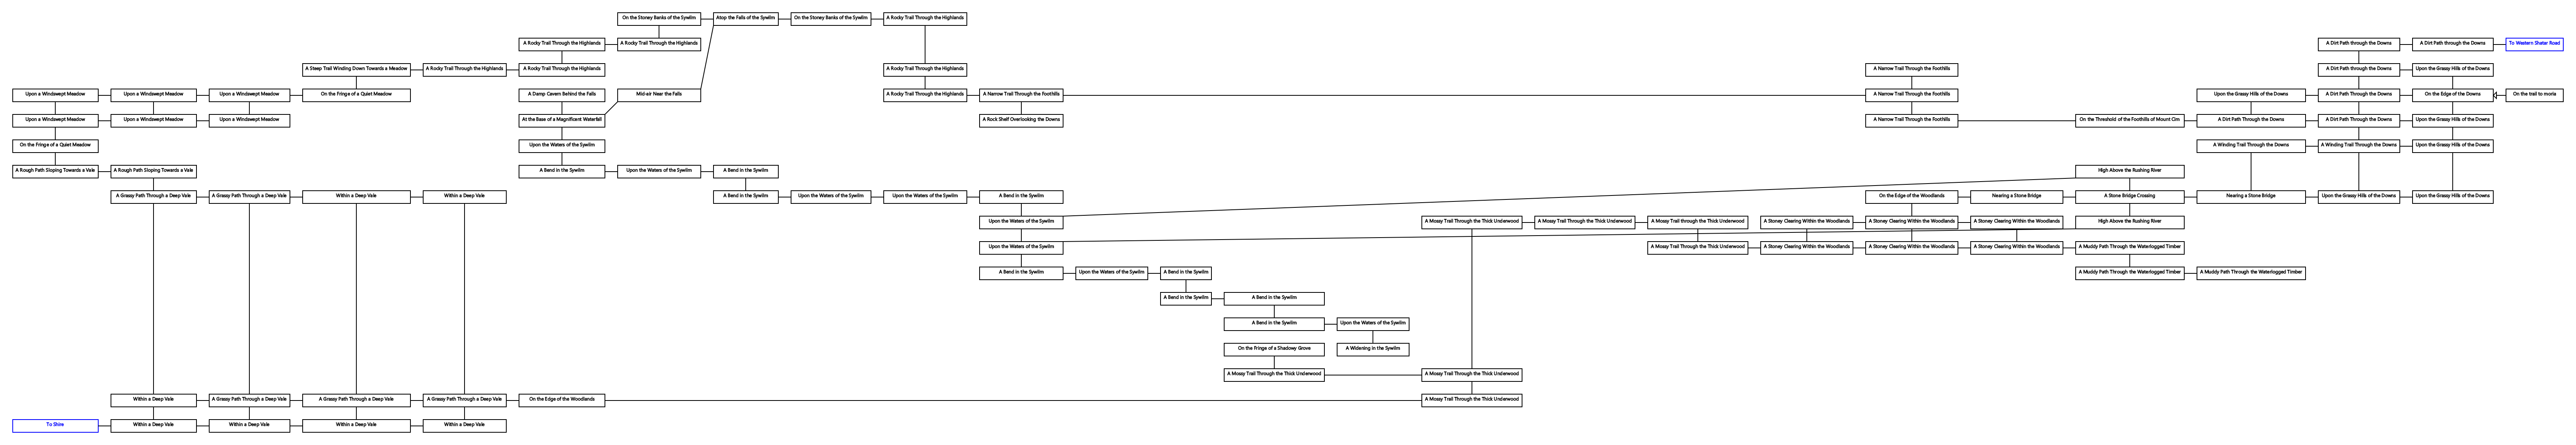 On the Stoney Banks of the Sywilm
Atop the Falls of the Sywilm
On the Stoney Banks of the Sywilm
A Rocky Trail Through the Highlands
A Rocky Trail Through the Highlands
A Rocky Trail Through the Highlands
A Dirt Path through the Downs
A Dirt Path through the Downs
To Western Shatar Road
A Steep Trail Winding Down Towards a Meadow
A Rocky Trail Through the Highlands
A Rocky Trail Through the Highlands
A Rocky Trail Through the Highlands
A Narrow Trail Through the Foothills
A Dirt Path through the Downs
Upon the Grassy Hills of the Downs
Upon a Windswept Meadow
Upon a Windswept Meadow
Upon a Windswept Meadow
On the Fringe of a Quiet Meadow
A Damp Cavern Behind the Falls
Mid-air Near the Falls
A Rocky Trail Through the Highlands
A Narrow Trail Through the Foothills
A Narrow Trail Through the Foothills
Upon the Grassy Hills of the Downs
A Dirt Path Through the Downs
On the Edge of the Downs
On the trail to moria
Upon a Windswept Meadow
Upon a Windswept Meadow
Upon a Windswept Meadow
At the Base of a Magnificent Waterfall
A Rock Shelf Overlooking the Downs
A Narrow Trail Through the Foothills
On the Threshold of the Foothills of Mount Cim
A Dirt Path Through the Downs
A Dirt Path Through the Downs
Upon the Grassy Hills of the Downs
On the Fringe of a Quiet Meadow
Upon the Waters of the Sywilm
A Winding Trail Through the Downs
A Winding Trail Through the Downs
Upon the Grassy Hills of the Downs
A Rough Path Sloping Towards a Vale
A Rough Path Sloping Towards a Vale
A Bend in the Sywilm
Upon the Waters of the Sywilm
A Bend in the Sywilm
High Above the Rushing River
A Grassy Path Through a Deep Vale
A Grassy Path Through a Deep Vale
Within a Deep Vale
Within a Deep Vale
A Bend in the Sywilm
Upon the Waters of the Sywilm
Upon the Waters of the Sywilm
A Bend in the Sywilm
On the Edge of the Woodlands
Nearing a Stone Bridge
A Stone Bridge Crossing
Nearing a Stone Bridge
Upon the Grassy Hills of the Downs
Upon the Grassy Hills of the Downs
Upon the Waters of the Sywilm
A Mossy Trail Through the Thick Underwood
A Mossy Trail Through the Thick Underwood
A Mossy Trail through the Thick Underwood
A Stoney Clearing Within the Woodlands
A Stoney Clearing Within the Woodlands
A Stoney Clearing Within the Woodlands
High Above the Rushing River
Upon the Waters of the Sywilm
A Mossy Trail Through the Thick Underwood
A Stoney Clearing Within the Woodlands
A Stoney Clearing Within the Woodlands
A Stoney Clearing Within the Woodlands
A Muddy Path Through the Waterlogged Timber
A Bend in the Sywilm
Upon the Waters of the Sywilm
A Bend in the Sywilm
A Muddy Path Through the Waterlogged Timber
A Muddy Path Through the Waterlogged Timber
A Bend in the Sywilm
A Bend in the Sywilm
A Bend in the Sywilm
Upon the Waters of the Sywilm
On the Fringe of a Shadowy Grove
A Widening in the Sywilm
A Mossy Trail Through the Thick Underwood
A Mossy Trail Through the Thick Underwood
Within a Deep Vale
A Grassy Path Through a Deep Vale
A Grassy Path Through a Deep Vale
A Grassy Path Through a Deep Vale
On the Edge of the Woodlands
A Mossy Trail Through the Thick Underwood
To Shire
Within a Deep Vale
Within a Deep Vale
Within a Deep Vale
Within a Deep Vale